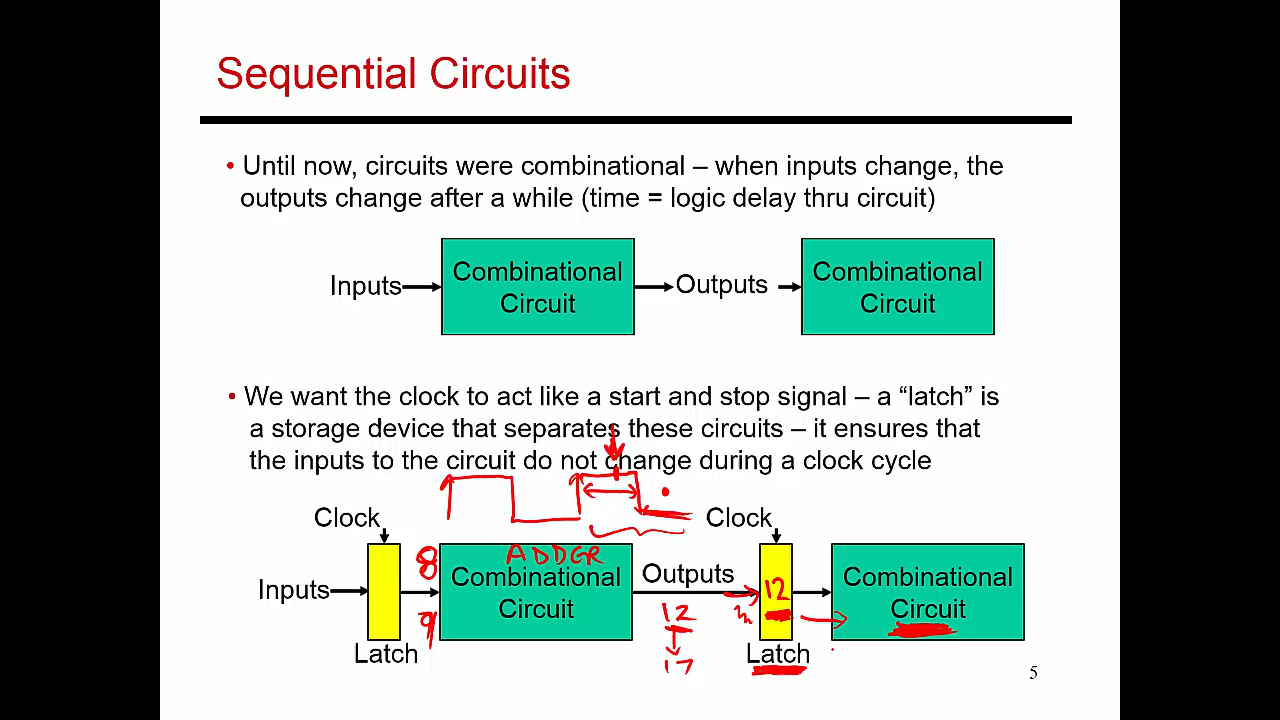 Sequential Circuits
• Until now, circuits were combinational – when inputs change, the
outputs change after a while (time = logic delay thru circuit)
Inputs
Combinational
Circuit
Outputs
Combinational
Circuit
• We want the clock to act like a start and stop signal – a “latch” is
a storage device that separates these circuits – it ensures that
the inputs to the circuit do not change during a clock cycle
Clock
Clock
Inputs
8
9
ADDER
Combinational
Circuit
Outputs
12
17
12
Combinational
Circuit
Latch
Latch
5